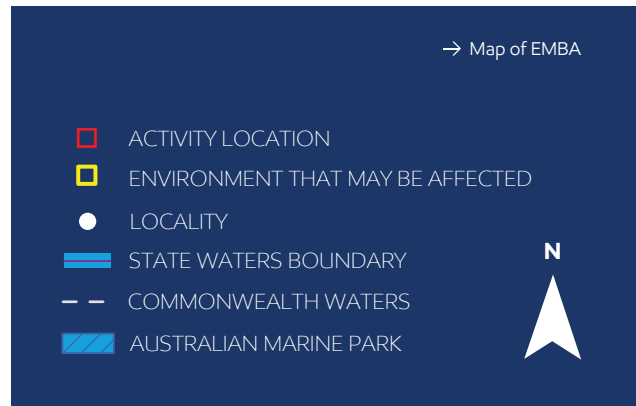 → Map of EMBA
ACTIVITY LOCATION
ENVIRONMENT THAT MAY BE AFFECTED
LOCALITY
STATE WATERS BOUNDARY
N
COMMONWEALTH WATERS
AUSTRALIAN MARINE PARK